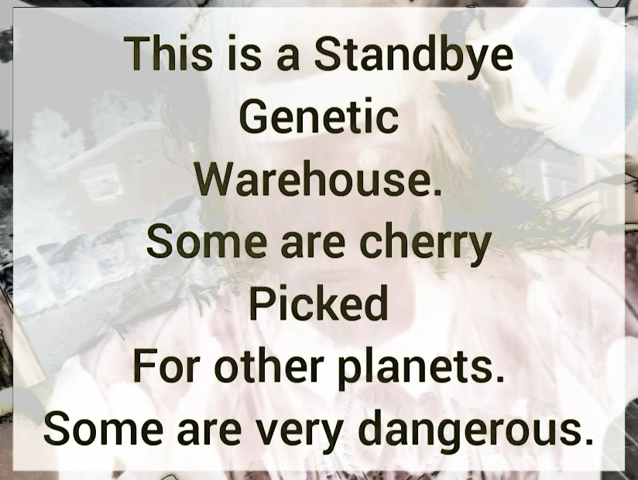 This is a Standbye
Genetic
Warehouse.
Some are cherry
Picked
For other planets.
Some are very dangerous.